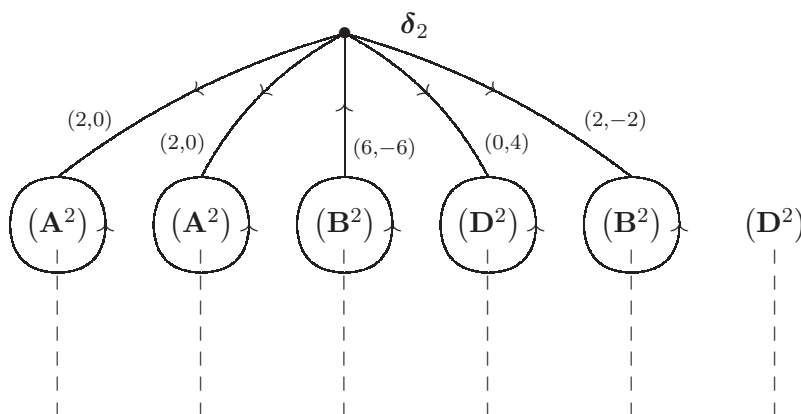 δ₂
(2,0)
(2,0)
(6,−6)
(0,4)
(2,−2)
(A²) (A²) (B²) (D²) (B²) (D²)